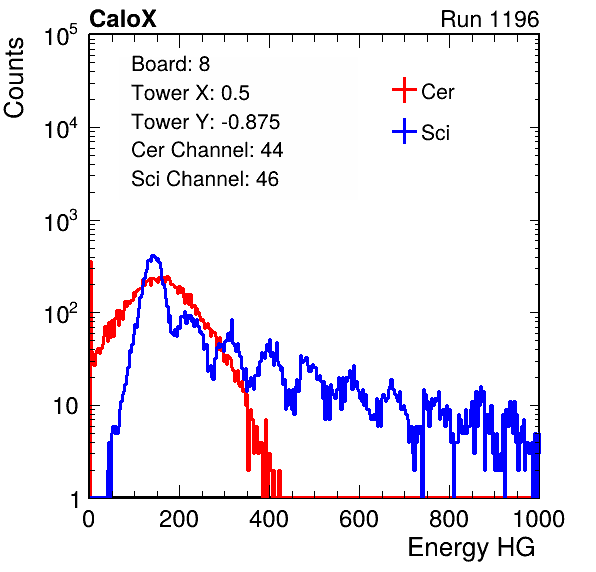 CaloX Run 1196
Counts
10^5
10^4
10^3
10^2
10
1
Board: 8
Tower X: 0.5
Tower Y: -0.875
Cer Channel: 44
Sci Channel: 46
Cer
Sci
0 200 400 600 800 1000
Energy HG